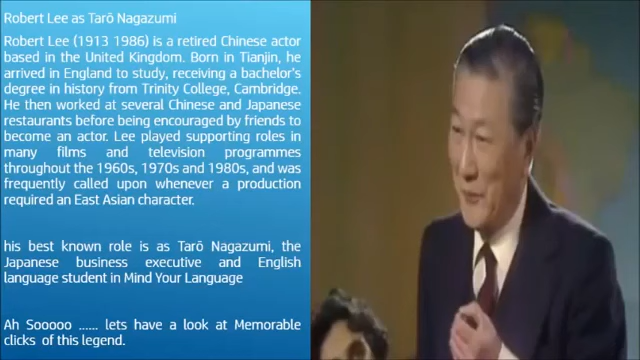 Robert Lee as Tarō Nagazumi
Robert Lee (1913 1986) is a retired Chinese actor
based in the United Kingdom. Born in Tianjin, he
arrived in England to study, receiving a bachelor's
degree in history from Trinity College, Cambridge.
He then worked at several Chinese and Japanese
restaurants before being encouraged by friends to
become an actor. Lee played supporting roles in
many films and television programmes
throughout the 1960s, 1970s and 1980s, and was
frequently called upon whenever a production
required an East Asian character.
his best known role is as Tarō Nagazumi, the
Japanese business executive and English
language student in Mind Your Language
Ah Sooooo ...... lets have a look at Memorable
clicks of this legend.